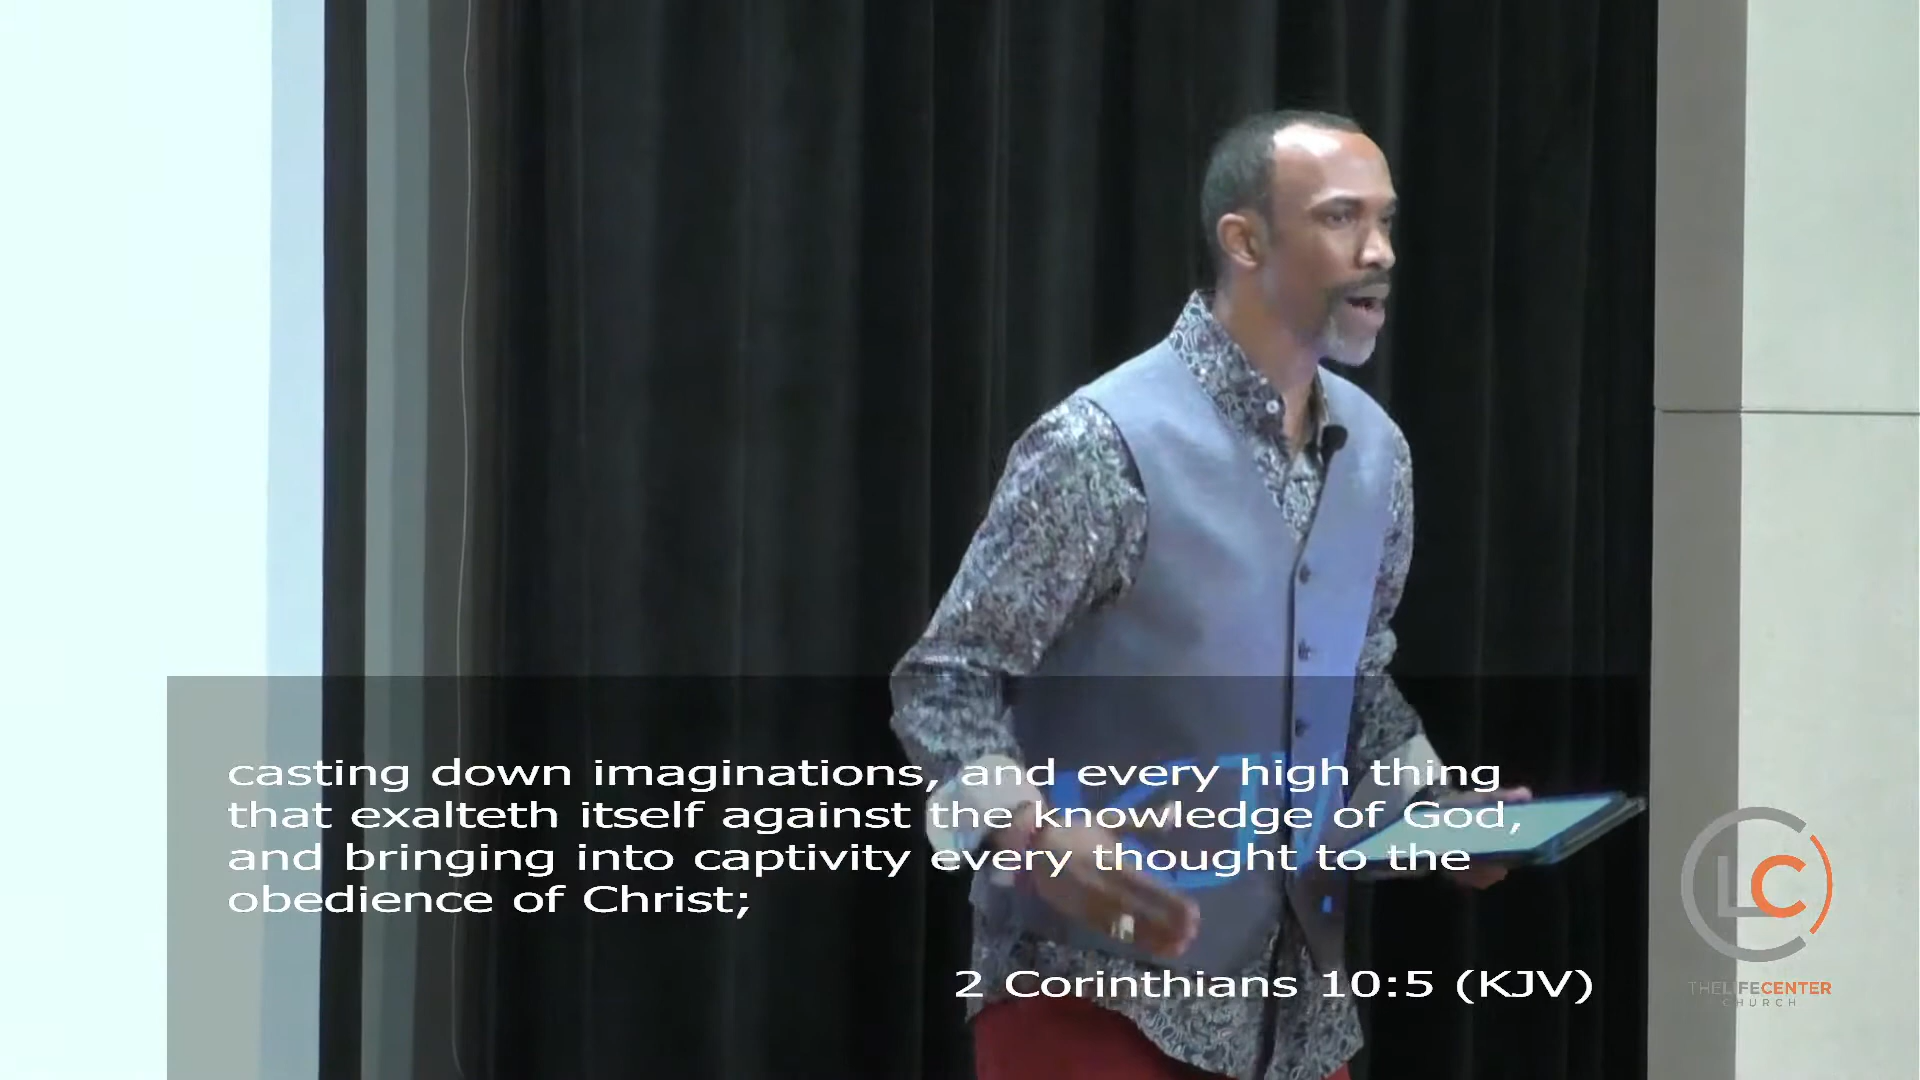 casting down imaginations, and every high thing
that exalteth itself against the knowledge of God,
and bringing into captivity every thought to the
obedience of Christ;
2 Corinthians 10:5 (KJV)
LC
THELIFECENTER
CHURCH